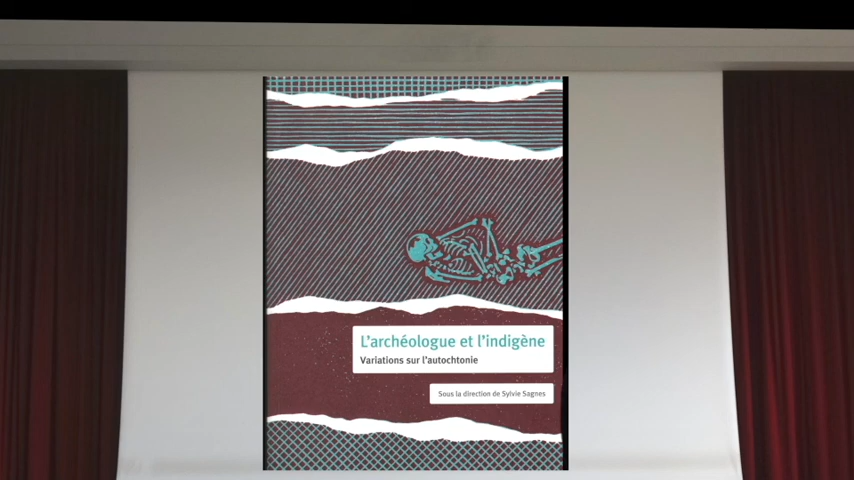 L'archéologue et l'indigène
Variations sur l'autochtonie
Sous la direction de Sylvie Sagnes